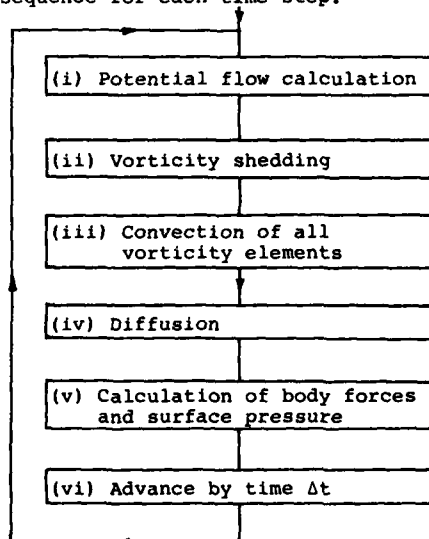 sequence for each time step:
(i) Potential flow calculation
(ii) Vorticity shedding
(iii) Convection of all
vorticity elements
(iv) Diffusion
(v) Calculation of body forces
and surface pressure
(vi) Advance by time Δt